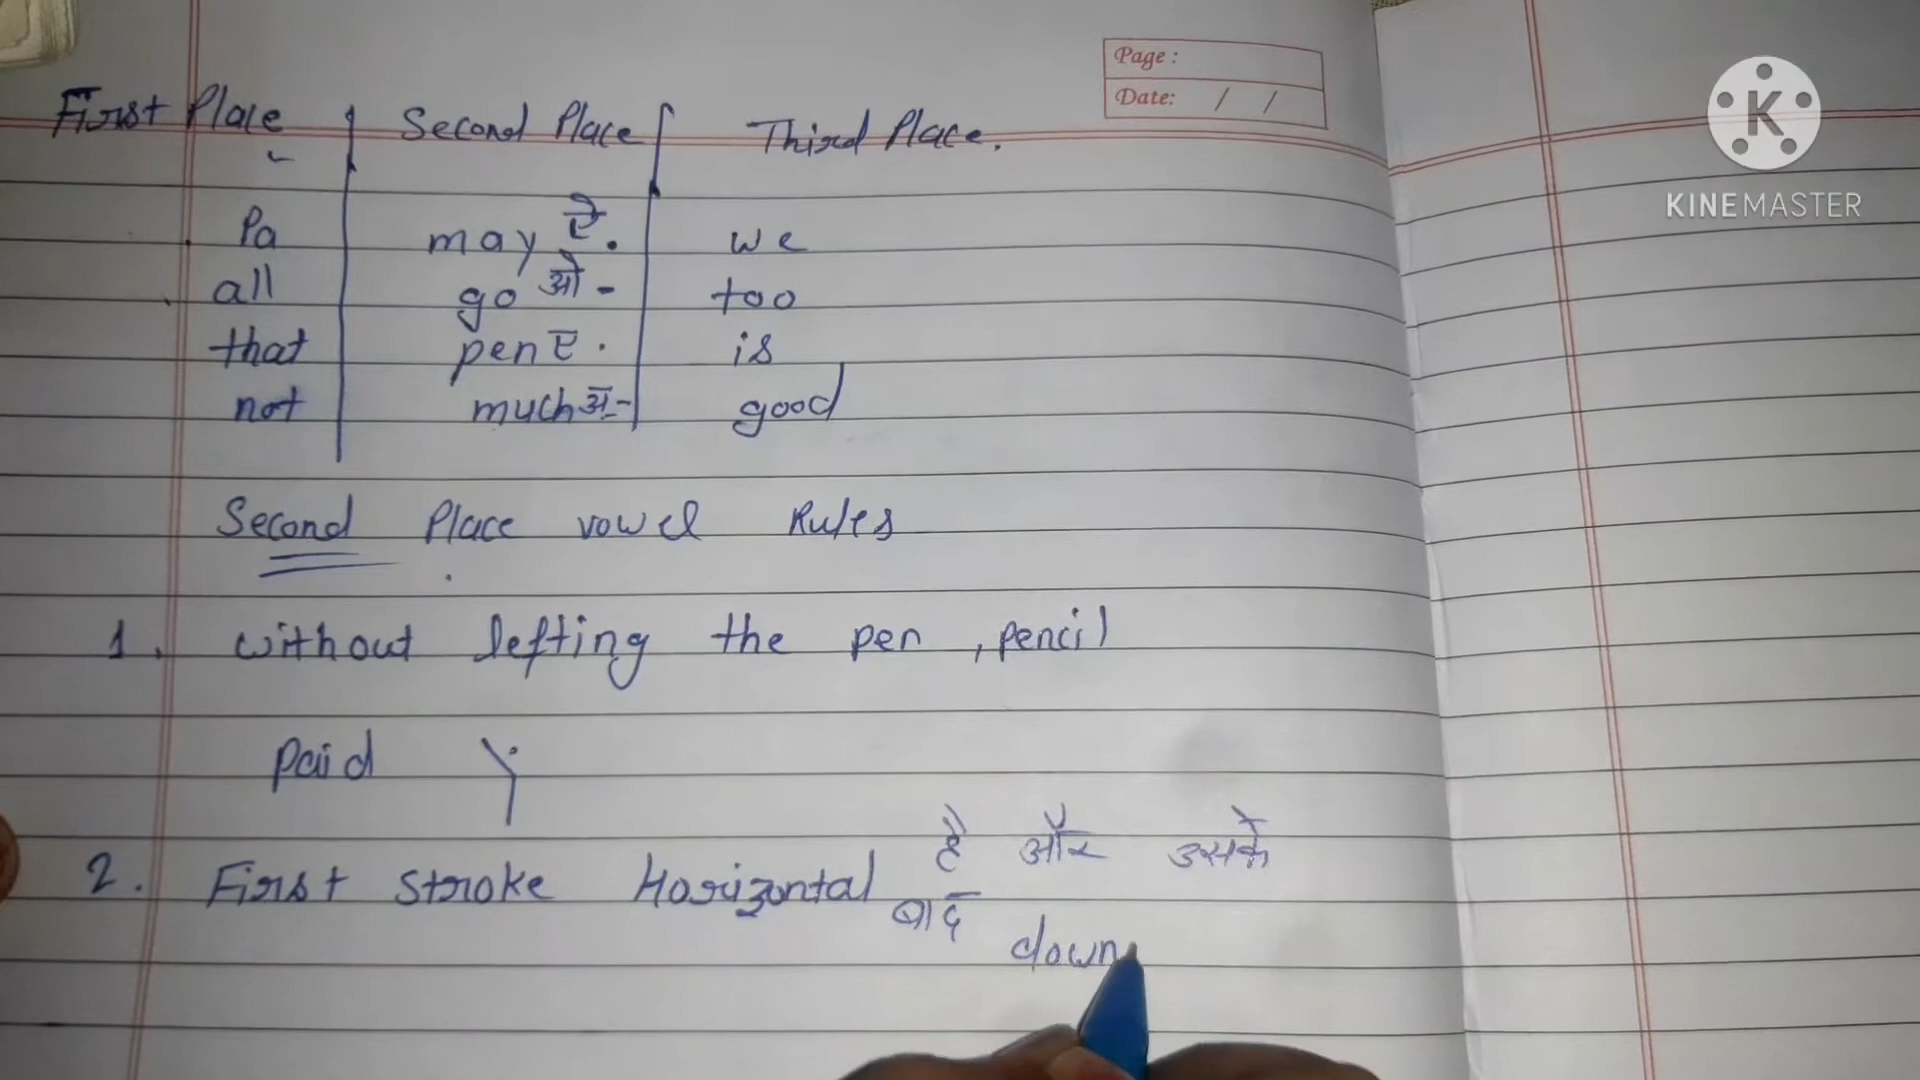 Page :
Date: / /
K
KINEMASTER
First Place Second Place Third Place.
Pa may ऐ . we
all go ओ - too
that pen ए . is
not much अ - good
Second Place vowel Rules
1. without lefting the pen , pencil
Paid
2. First stroke Horizontal है और उसके
बाद down